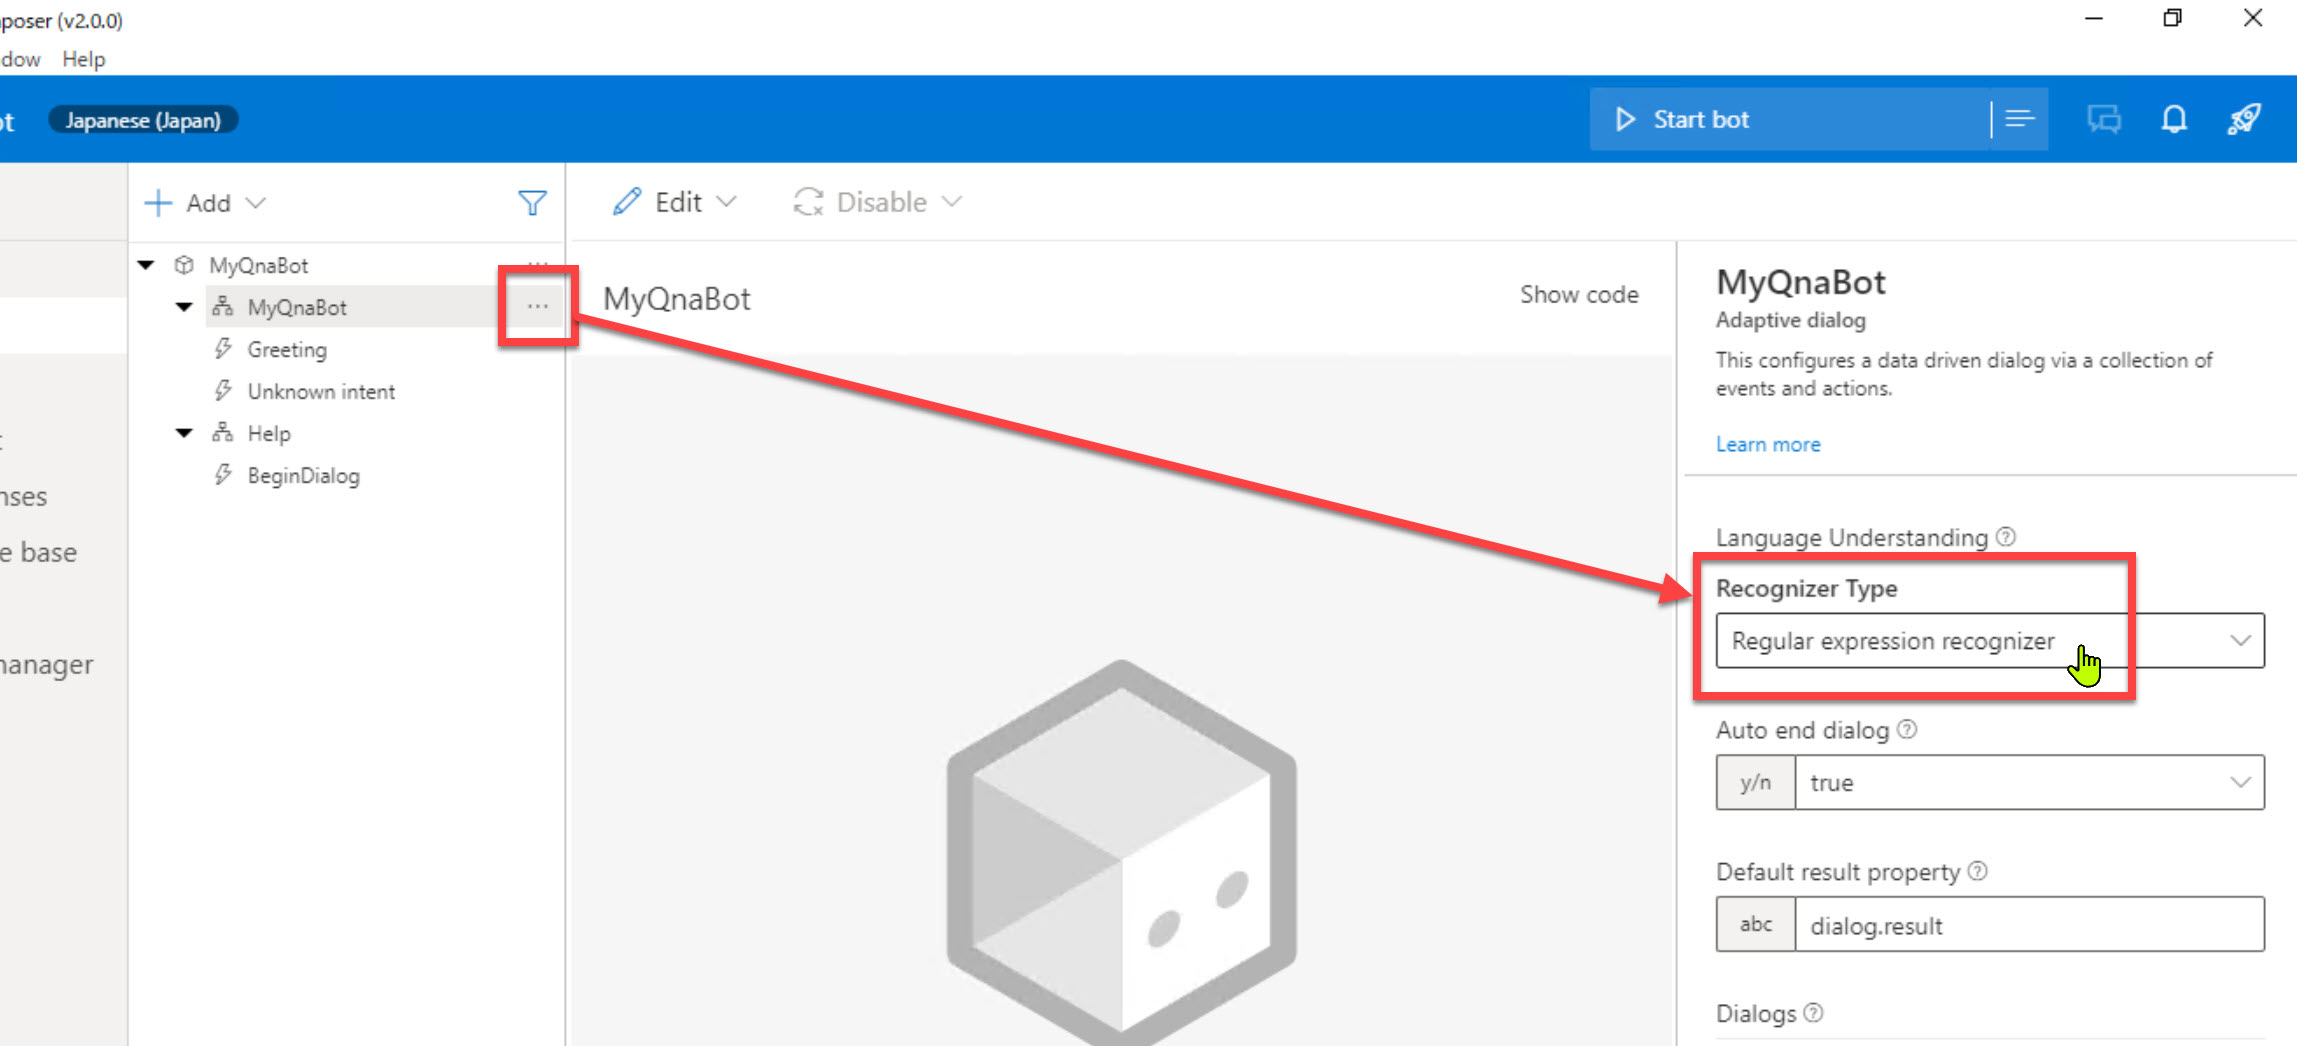 poser (v2.0.0)
dow Help
ot Japanese (Japan) Start bot
Add
Edit Disable
MyQnaBot
MyQnaBot
Greeting
Unknown intent
Help
BeginDialog
nses
e base
nanager
MyQnaBot Show code
MyQnaBot
Adaptive dialog
This configures a data driven dialog via a collection of
events and actions.
Learn more
Language Understanding
Recognizer Type
Regular expression recognizer
Auto end dialog
y/n true
Default result property
abc dialog.result
Dialogs